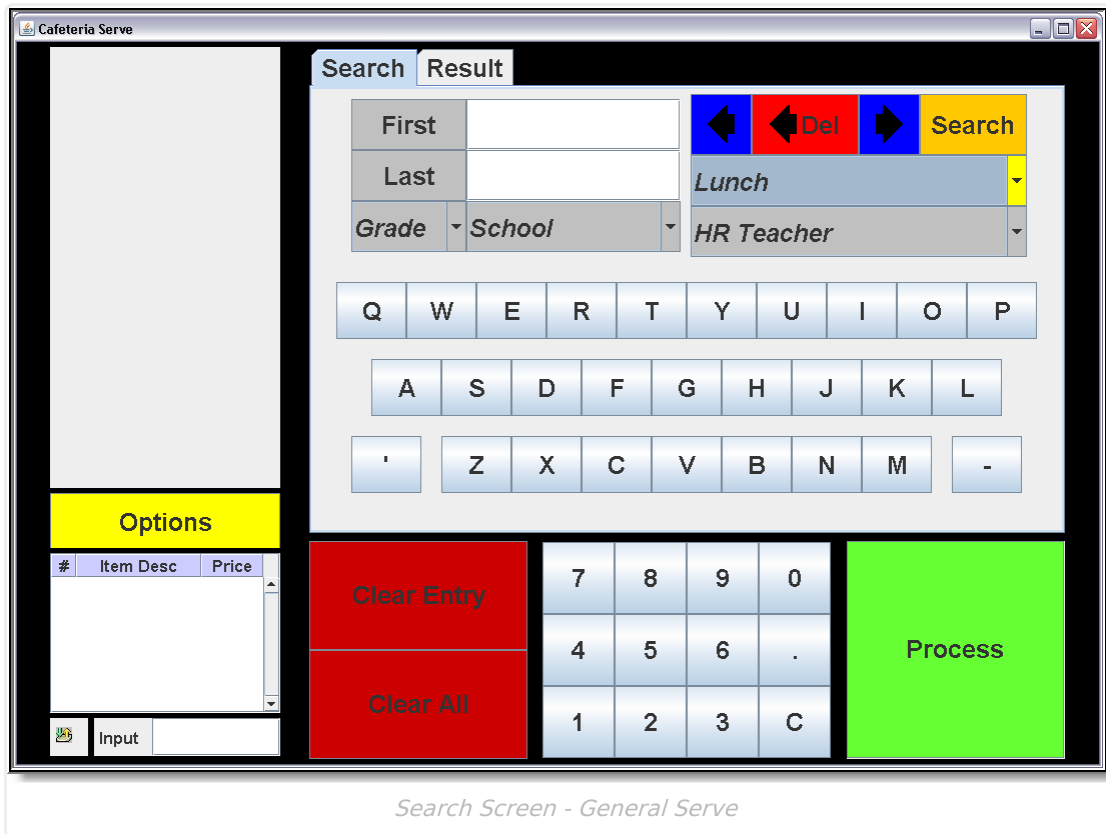 Cafeteria Serve
Search Result
First
Del
Search
Last
Lunch
Grade School
HR Teacher
Q W E R T Y U I O P
A S D F G H J K L
' Z X C V B N M -
Options
# Item Desc Price
Clear Entry
Clear All
7 8 9 0
4 5 6 .
1 2 3 C
Process
Input
Search Screen - General Serve